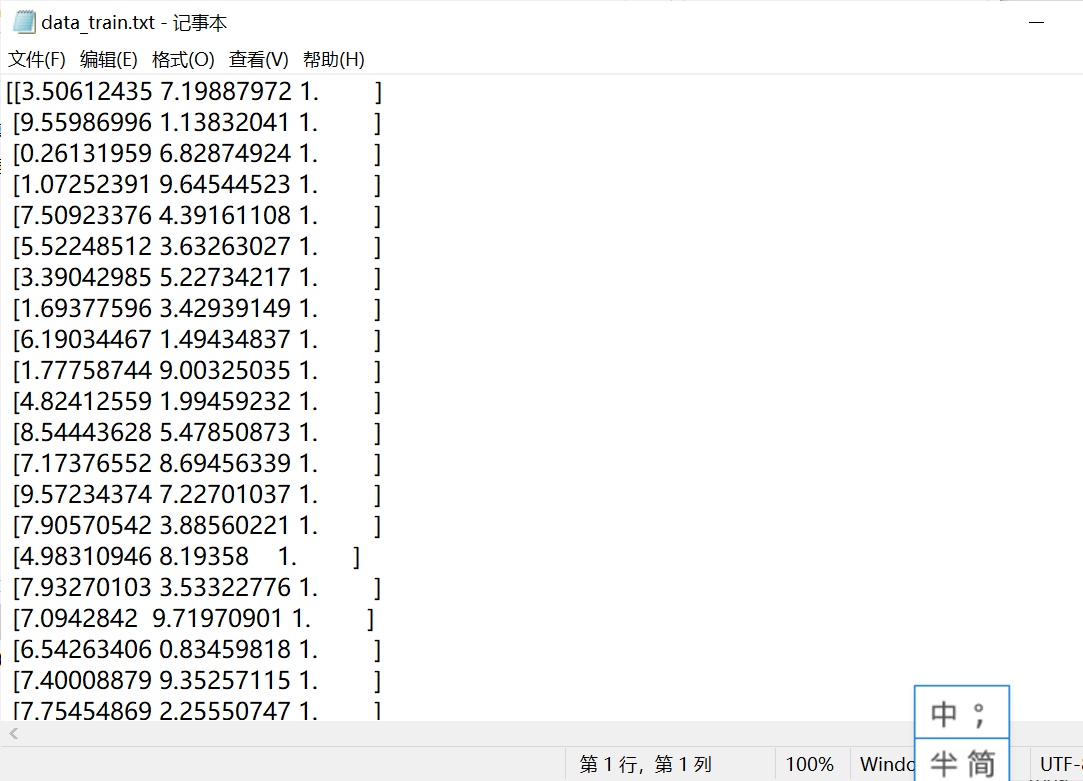 data_train.txt - 记事本
文件(F) 编辑(E) 格式(O) 查看(V) 帮助(H)
[[3.50612435 7.19887972 1.        ]
[9.55986996 1.13832041 1.        ]
[0.26131959 6.82874924 1.        ]
[1.07252391 9.64544523 1.        ]
[7.50923376 4.39161108 1.        ]
[5.52248512 3.63263027 1.        ]
[3.39042985 5.22734217 1.        ]
[1.69377596 3.42939149 1.        ]
[6.19034467 1.49434837 1.        ]
[1.77758744 9.00325035 1.        ]
[4.82412559 1.99459232 1.        ]
[8.54443628 5.47850873 1.        ]
[7.17376552 8.69456339 1.        ]
[9.57234374 7.22701037 1.        ]
[7.90570542 3.88560221 1.        ]
[4.98310946 8.19358    1.        ]
[7.93270103 3.53322776 1.        ]
[7.0942842  9.71970901 1.        ]
[6.54263406 0.83459818 1.        ]
[7.40008879 9.35257115 1.        ]
[7.75454869 2.25550747 1.        ]
中 ；
半 简
第 1 行，第 1 列 100% Windo UTF-